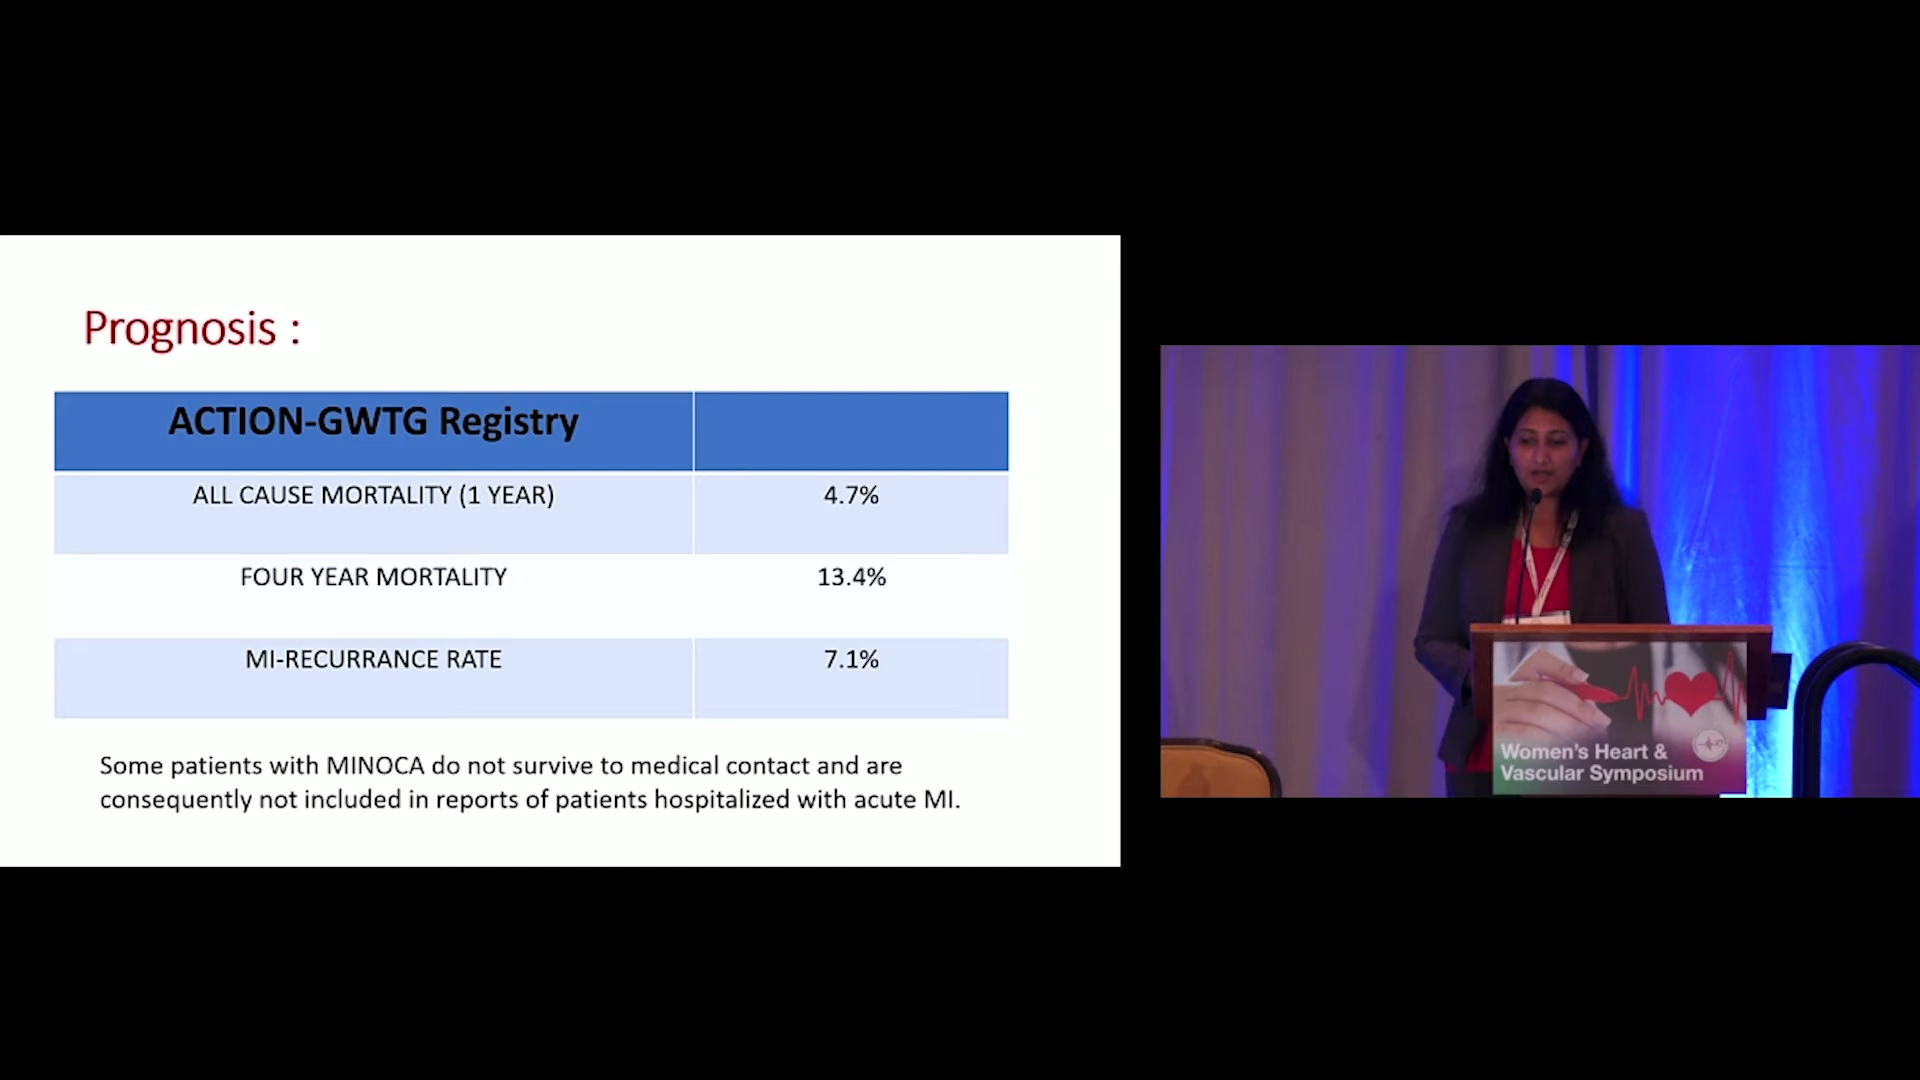 Prognosis :
ACTION-GWTG Registry
ALL CAUSE MORTALITY (1 YEAR) 4.7%
FOUR YEAR MORTALITY 13.4%
MI-RECURRANCE RATE 7.1%
Some patients with MINOCA do not survive to medical contact and are
consequently not included in reports of patients hospitalized with acute MI.
Women's Heart &
Vascular Symposium